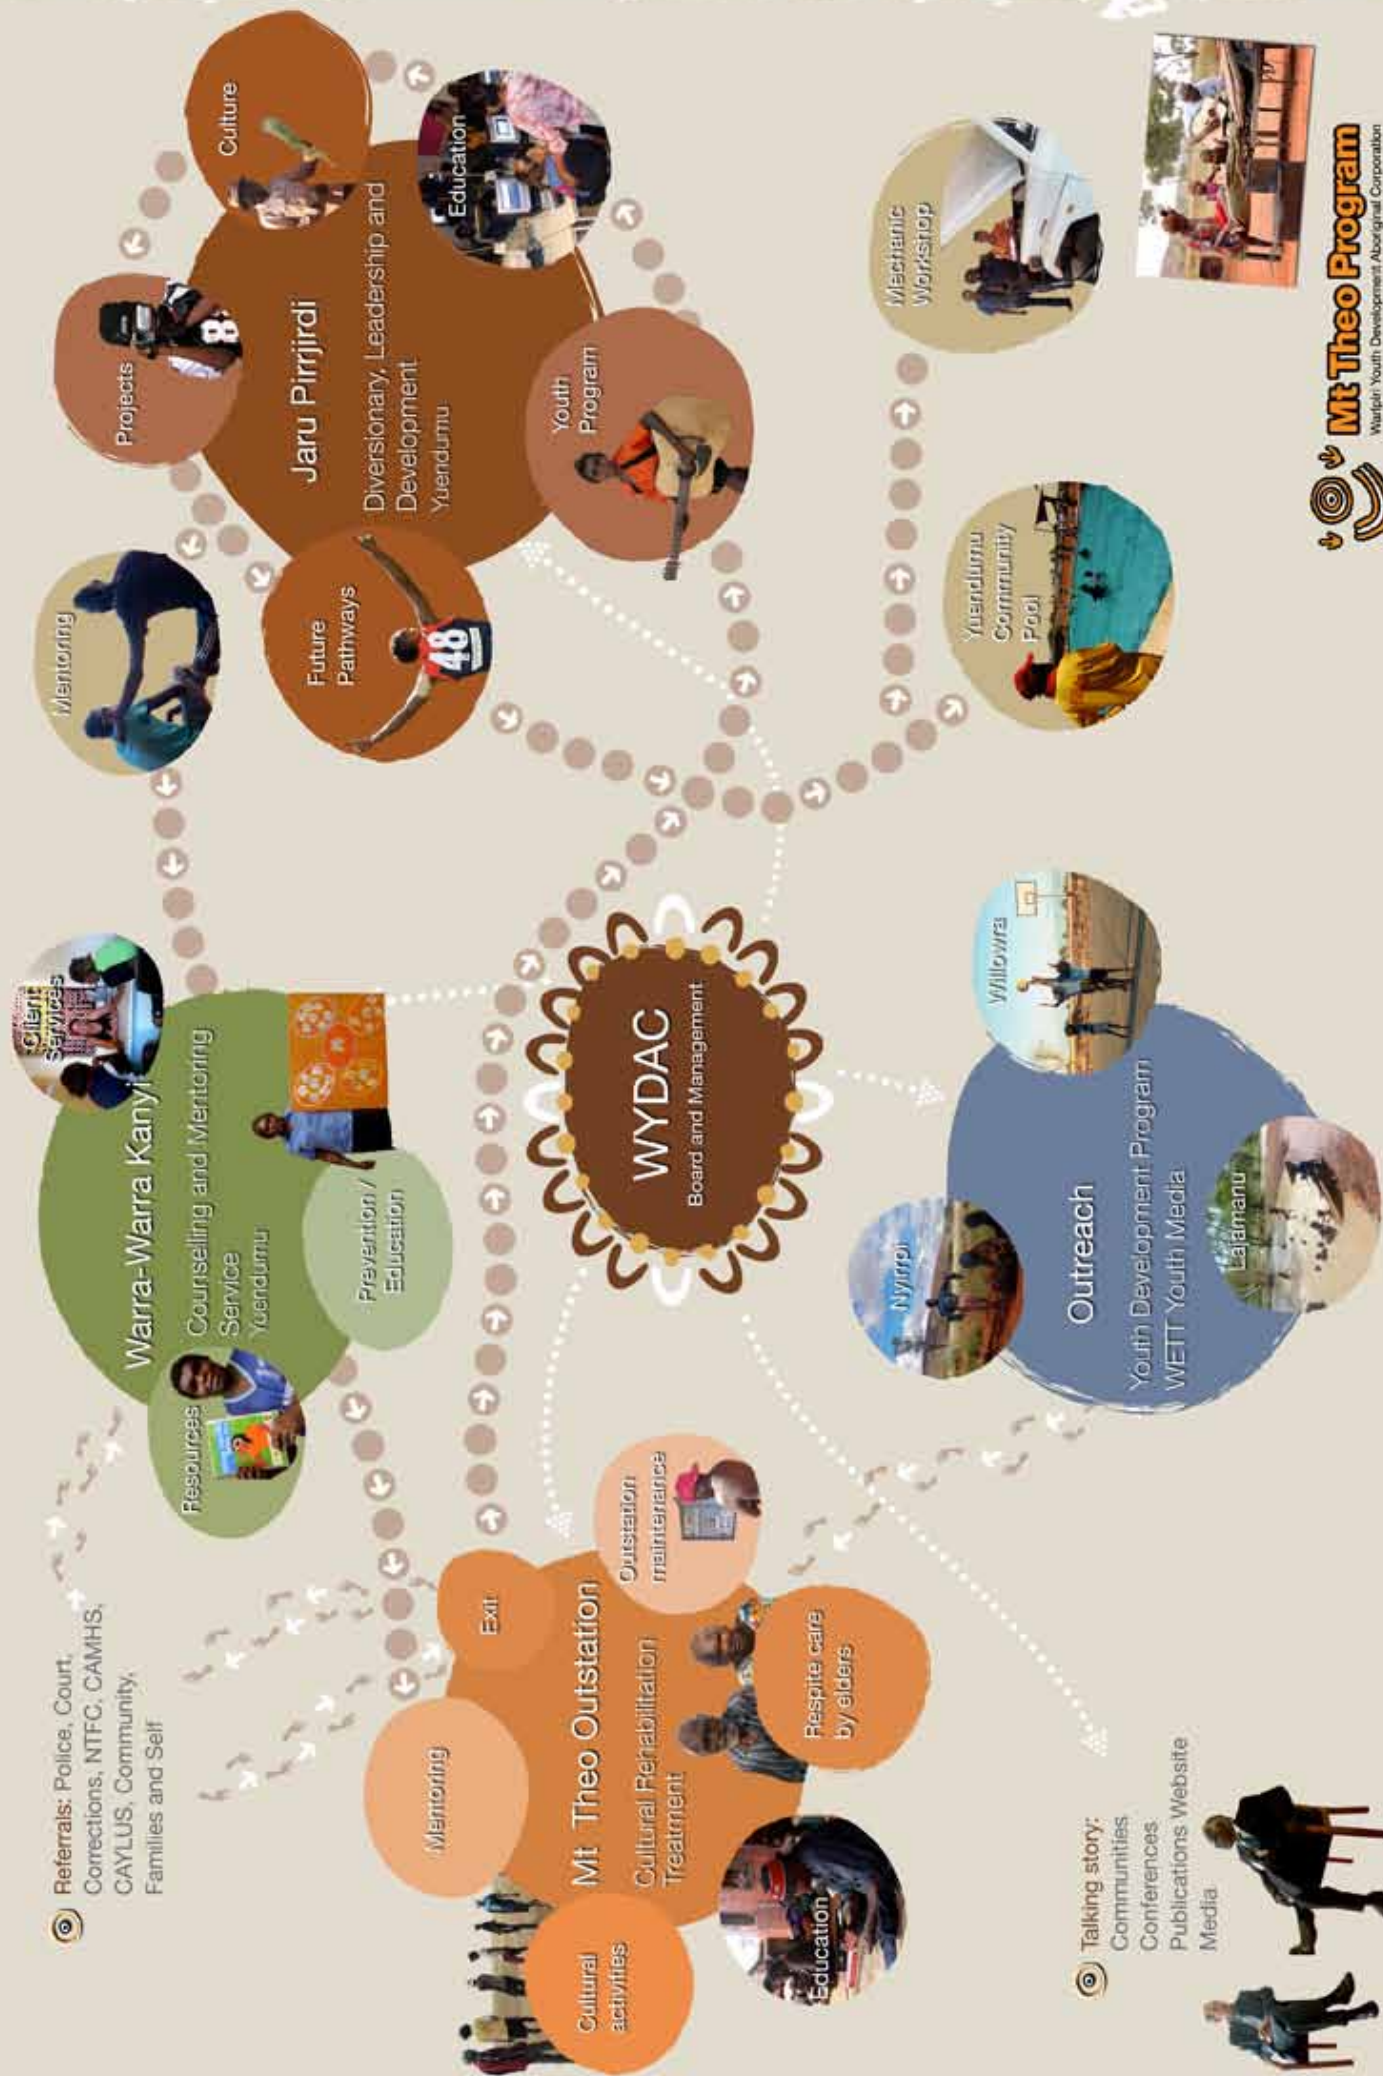 Referrals: Police, Court,
Corrections, NTFC, CAMHS,
CAYLUS, Community,
Families and Self
Resources
Warra-Warra Kanyi
Counselling and Mentoring
Service
Yuendumu
Client
Services
Prevention /
Education
Mentoring
Projects
8
Culture
Jaru Pirrjirdi
Diversionary, Leadership and
Development
Yuendumu
Education
Future
Pathways
48
Youth
Program
Mentoring
Exit
Mt Theo Outstation
Cultural Rehabilitation
Treatment
Cultural
activities
Outstation
maintenance
Respite care
by elders
Education
WYDAC
Board and Management
Mechanic
Workshop
Yuendumu
Community
Pool
Nyirrpi
Willowra
Outreach
Youth Development Program
WETT Youth Media
Lajamanu
Talking story:
Communities
Conferences
Publications Website
Media
Mt Theo Program
Warlpiri Youth Development Aboriginal Corporation